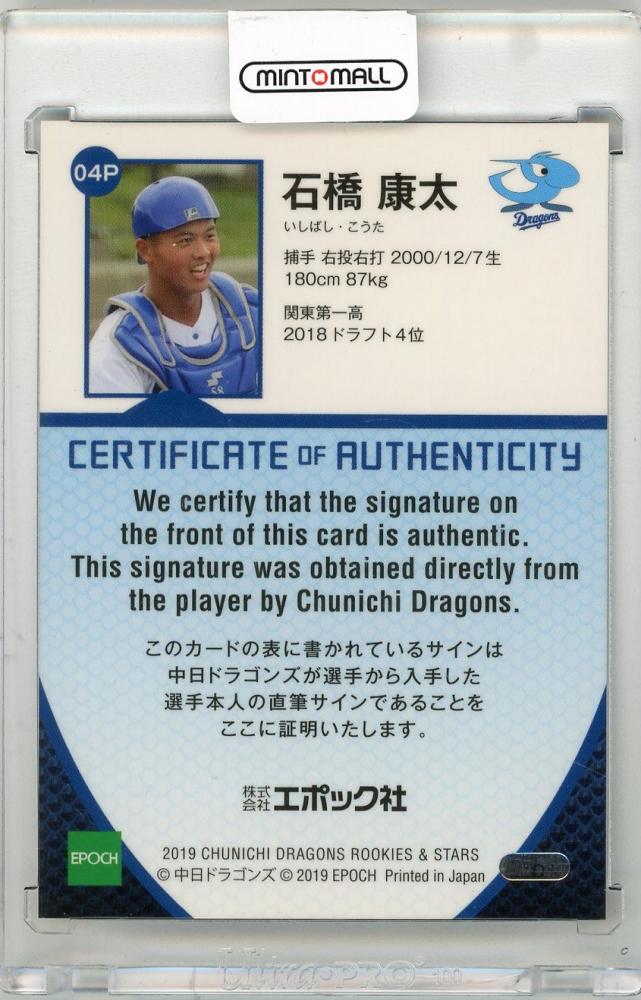 MINT MALL
04P
石橋 康太
いしばし・こうた
Dragons
捕手 右投右打 2000/12/7生
180cm 87kg
関東第一高
2018ドラフト4位
58
CERTIFICATE OF AUTHENTICITY
We certify that the signature on
the front of this card is authentic.
This signature was obtained directly from
the player by Chunichi Dragons.
このカードの表に書かれているサインは
中日ドラゴンズが選手から入手した
選手本人の直筆サインであることを
ここに証明いたします。
株式会社エポック社
EPOCH
2019 CHUNICHI DRAGONS ROOKIES & STARS
© 中日ドラゴンズ © 2019 EPOCH Printed in Japan
Ultra·PRO 100